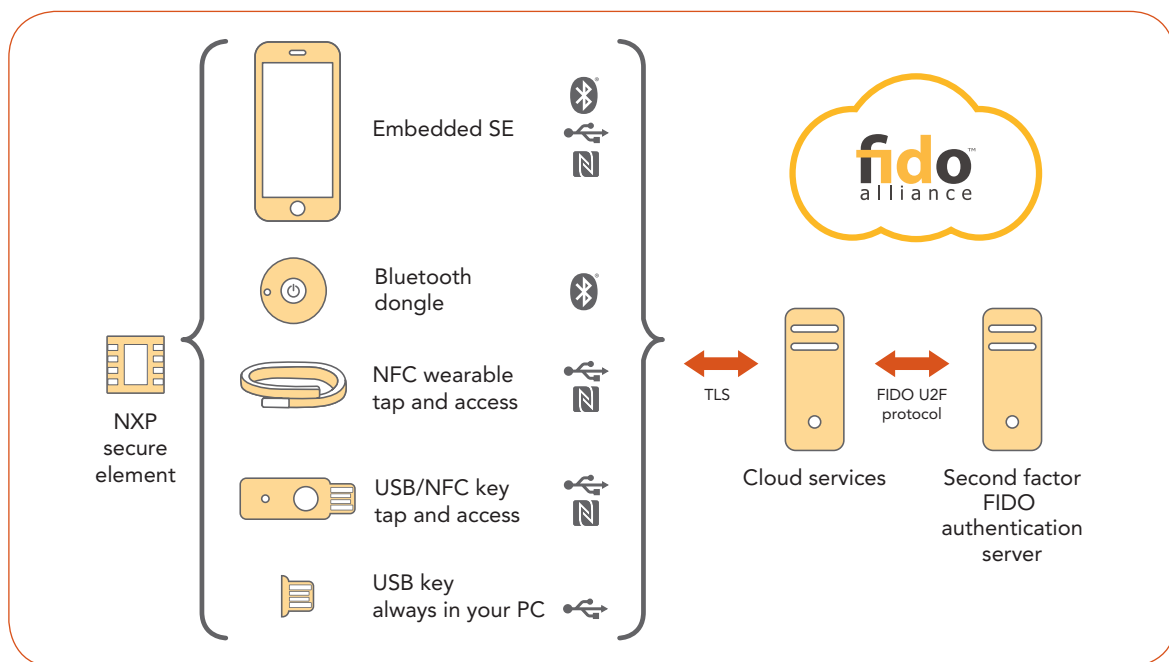 Embedded SE
fido™
alliance
Bluetooth
dongle
NXP
secure
element
NFC wearable
tap and access
TLS
FIDO U2F
protocol
USB/NFC key
tap and access
Cloud services
Second factor
FIDO
authentication
server
USB key
always in your PC